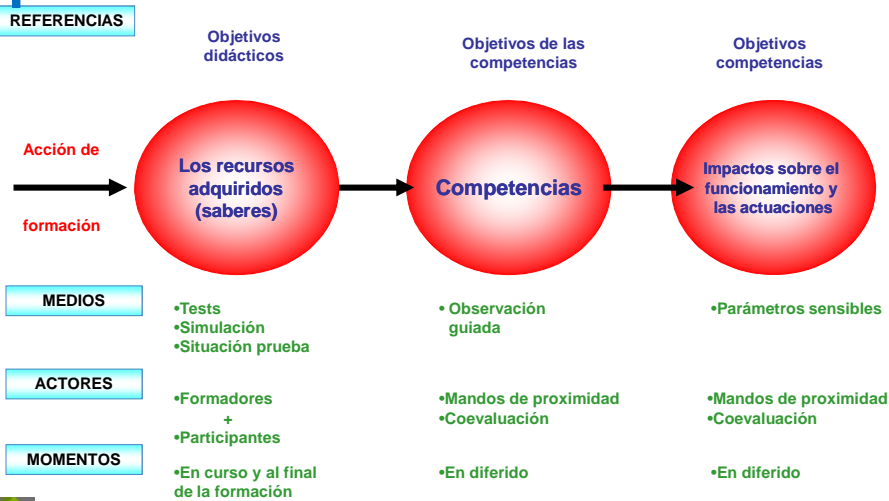 REFERENCIAS
Objetivos
didácticos
Objetivos de las
competencias
Objetivos
competencias
Acción de
formación
Los recursos
adquiridos
(saberes)
Competencias
Impactos sobre el
funcionamiento y
las actuaciones
MEDIOS
•Tests
•Simulación
•Situación prueba
• Observación
guiada
•Parámetros sensibles
ACTORES
•Formadores
+
•Participantes
•Mandos de proximidad
•Coevaluación
•Mandos de proximidad
•Coevaluación
MOMENTOS
•En curso y al final
de la formación
•En diferido
•En diferido